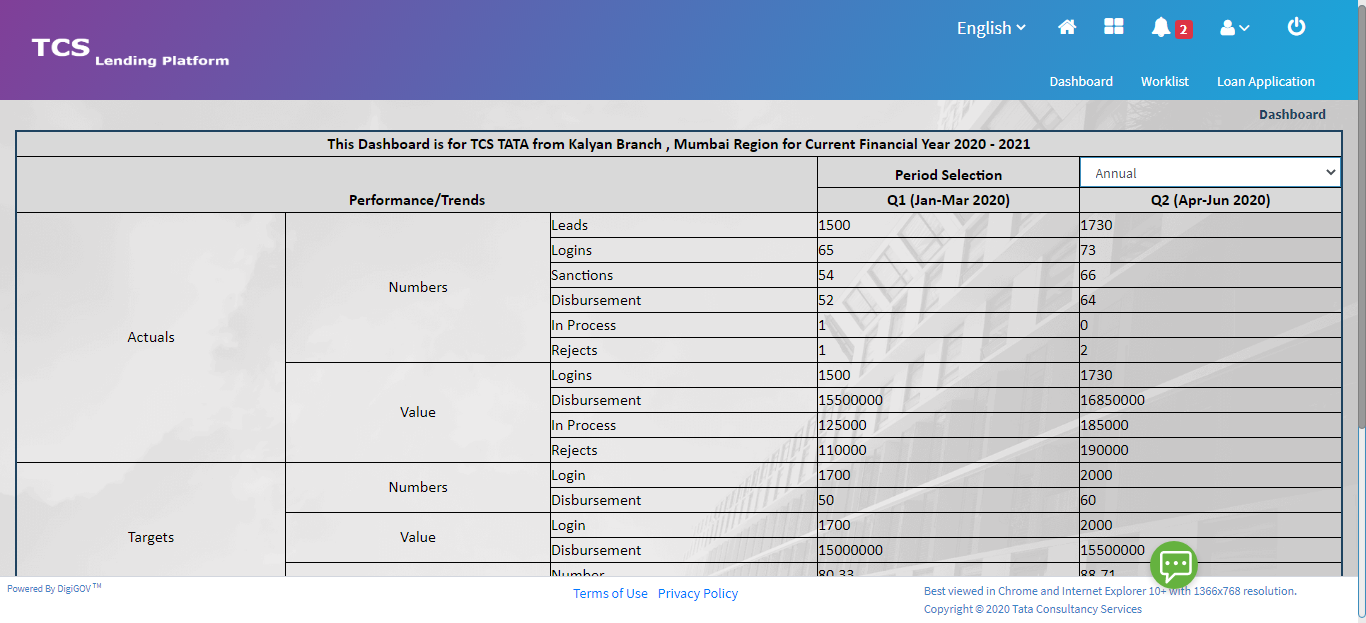 English
2
TCS Lending Platform
Dashboard Worklist Loan Application
Dashboard
This Dashboard is for TCS TATA from Kalyan Branch , Mumbai Region for Current Financial Year 2020 - 2021
Performance/Trends
Period Selection Annual
Q1 (Jan-Mar 2020) Q2 (Apr-Jun 2020)
Actuals
Numbers
Leads 1500 1730
Logins 65 73
Sanctions 54 66
Disbursement 52 64
In Process 1 0
Rejects 1 2
Value
Logins 1500 1730
Disbursement 15500000 16850000
In Process 125000 185000
Rejects 110000 190000
Targets
Numbers
Login 1700 2000
Disbursement 50 60
Value
Login 1700 2000
Disbursement 15000000 15500000
Number 80.33 88.71
Powered By DigiGOV TM
Terms of Use Privacy Policy
Best viewed in Chrome and Internet Explorer 10+ with 1366x768 resolution.
Copyright © 2020 Tata Consultancy Services